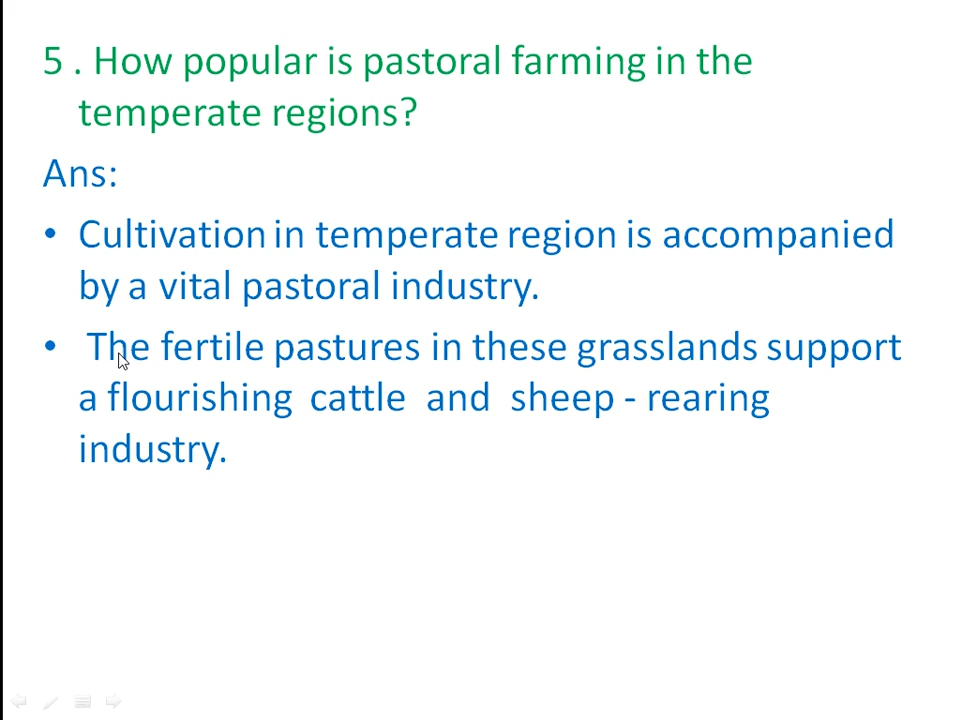 5 . How popular is pastoral farming in the
temperate regions?
Ans:
• Cultivation in temperate region is accompanied
by a vital pastoral industry.
• The fertile pastures in these grasslands support
a flourishing cattle and sheep - rearing
industry.